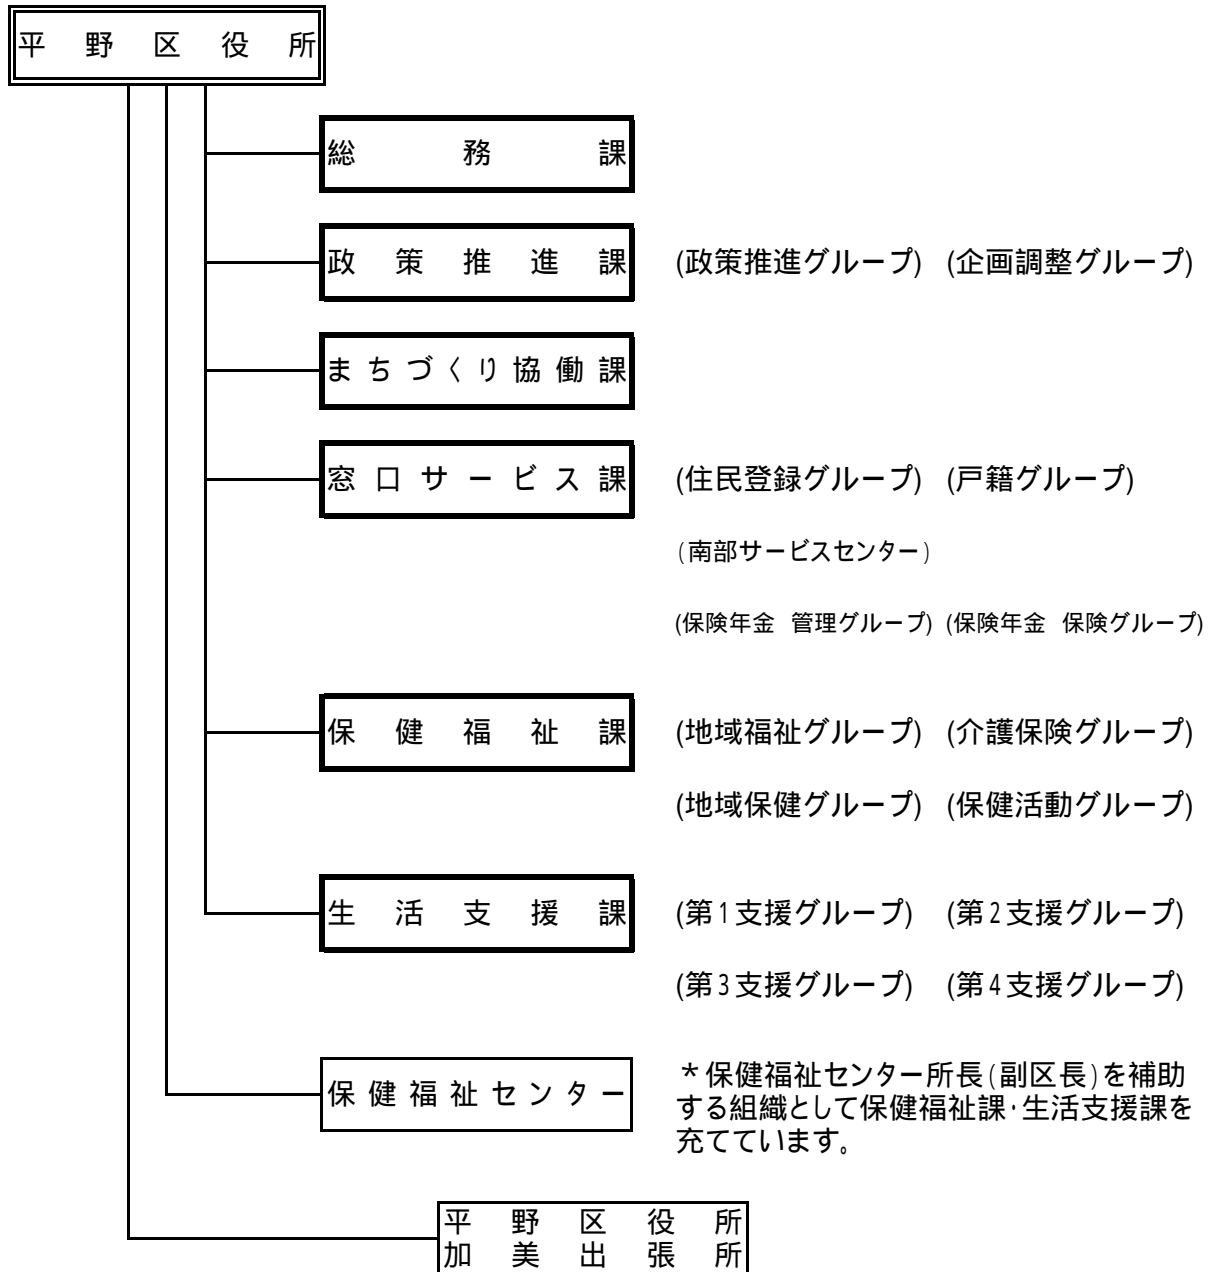 平野区役所
総務課
政策推進課 (政策推進グループ) (企画調整グループ)
まちづくり協働課
窓口サービス課 (住民登録グループ) (戸籍グループ)
(南部サービスセンター)
(保険年金 管理グループ) (保険年金 保険グループ)
保健福祉課 (地域福祉グループ) (介護保険グループ)
(地域保健グループ) (保健活動グループ)
生活支援課 (第1支援グループ) (第2支援グループ)
(第3支援グループ) (第4支援グループ)
保健福祉センター
*保健福祉センター所長(副区長)を補助
する組織として保健福祉課・生活支援課を
充てています。
平野区役所
加美出張所